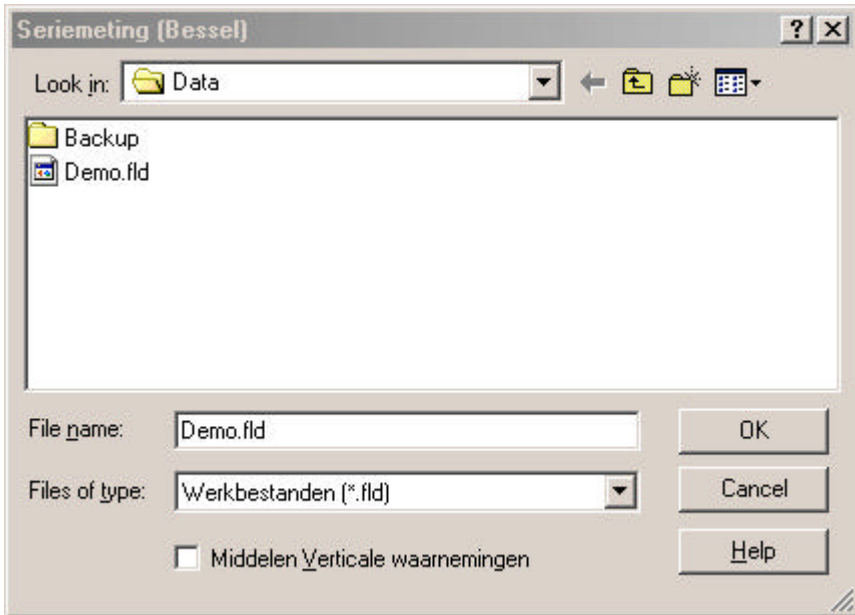 Seriemeting (Bessel)
Look in: Data
Backup
Demo.fld
File name: Demo.fld OK
Files of type: Werkbestanden (*.fld) Cancel
Middelen Verticale waarnemingen Help